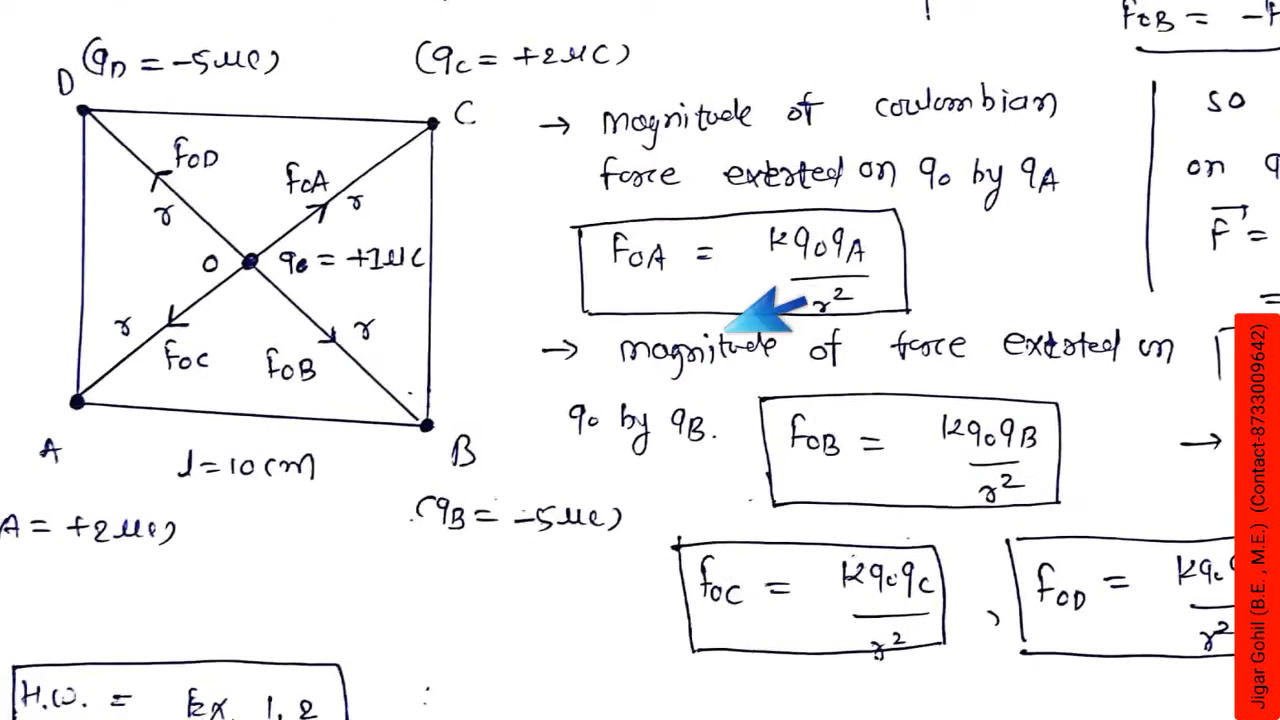 D (qD = -5μC)
(qC = +2μC)
C
FOD
FOA
r
r
O
q0 = +1μC
r
r
FOC
FOB
A
B
l = 10 cm
A = +2μC)
(qB = -5μC)
H.W. = Ex. 1.2
→ magnitude of coulombian
force exerted on q0 by qA
FOA = kq0qA / r²
→ magnitude of force exerted on
q0 by qB. FOB = kq0qB / r²
FOC = kq0qC / r² , FOD = kq0 / r²
FOB = -F
so
on q
F⃗ =
=
→
Jigar Gohil (B.E. , M.E.) (Contact-8733009642)